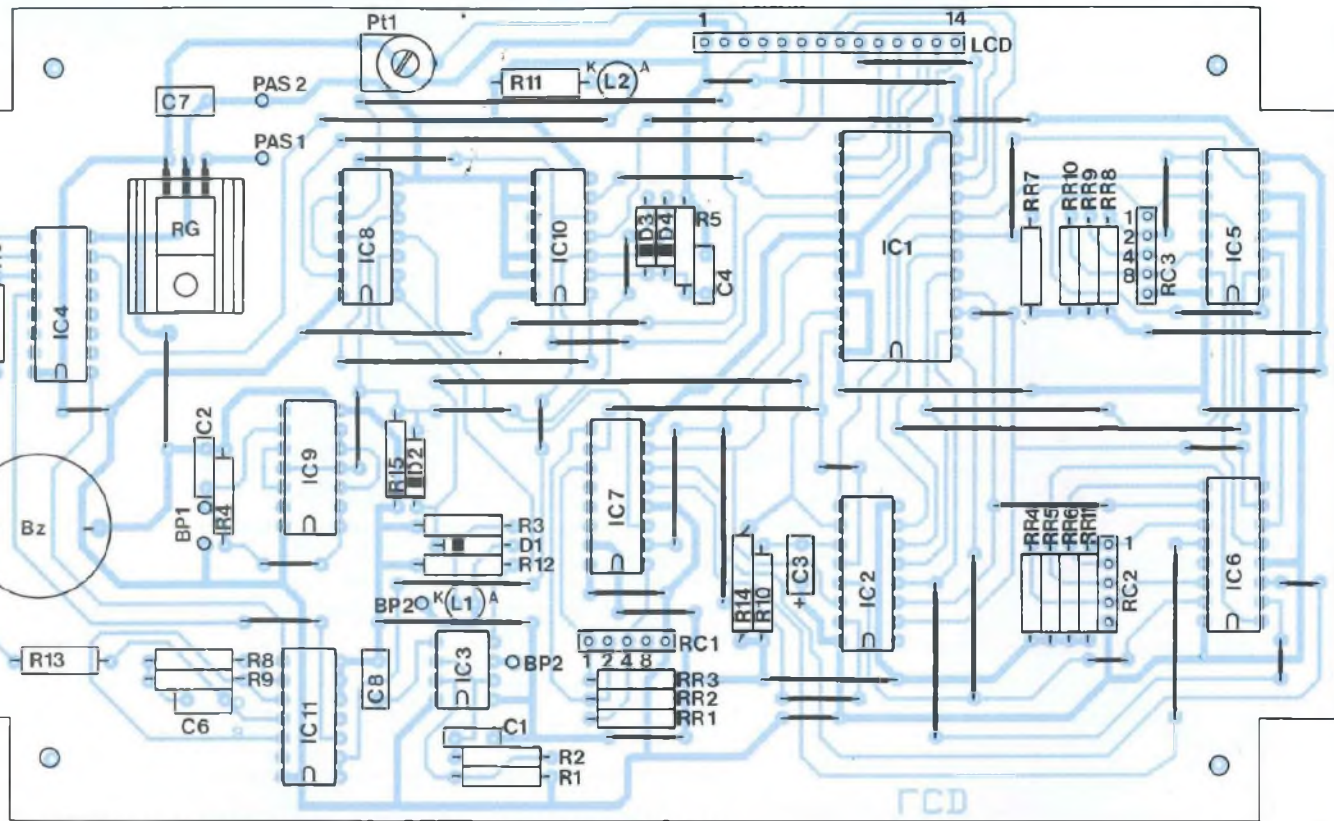 Pt1
1 14
LCD
R11
K L2 A
C7
PAS 2
PAS 1
RG
IC4
IC8
IC10
D3
D4
R5
C4
IC1
RR7
RR10
RR9
RR8
1
2
4
8
RC3
IC5
C2
R4
BP1
Bz
IC9
R15
D2
R3
D1
R12
BP2 K L1 A
IC7
R14
R10
C3
+
IC2
RR4
RR5
RR6
RR11
1
RC2
IC6
R13
R8
R9
C6
IC11
C8
IC3
BP2
RC1
1 2 4 8
RR3
RR2
RR1
C1
R2
R1
LCD